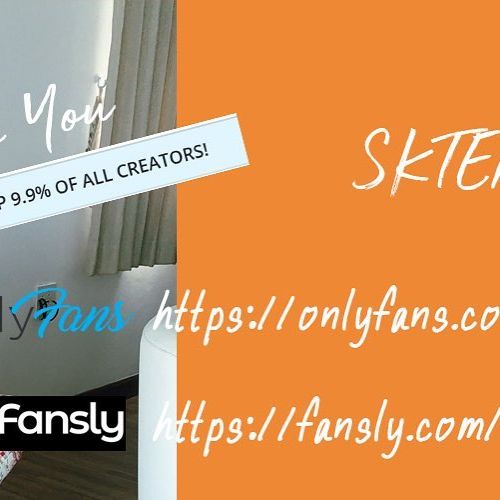 You
P 9.9% OF ALL CREATORS!
SKTE
lyFans https://onlyfans.co
Fansly https://fansly.com/